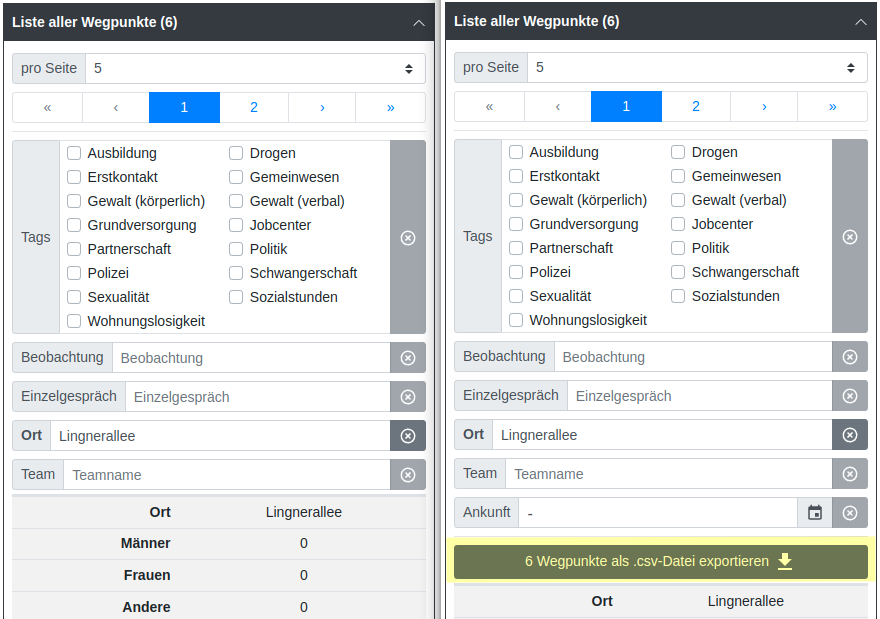 Liste aller Wegpunkte (6)
pro Seite 5
« ‹ 1 2 › »
Tags
Ausbildung Drogen
Erstkontakt Gemeinwesen
Gewalt (körperlich) Gewalt (verbal)
Grundversorgung Jobcenter
Partnerschaft Politik
Polizei Schwangerschaft
Sexualität Sozialstunden
Wohnungslosigkeit
Beobachtung Beobachtung
Einzelgespräch Einzelgespräch
Ort Lingnerallee
Team Teamname
Ort Lingnerallee
Männer 0
Frauen 0
Andere 0
Liste aller Wegpunkte (6)
pro Seite 5
« ‹ 1 2 › »
Tags
Ausbildung Drogen
Erstkontakt Gemeinwesen
Gewalt (körperlich) Gewalt (verbal)
Grundversorgung Jobcenter
Partnerschaft Politik
Polizei Schwangerschaft
Sexualität Sozialstunden
Wohnungslosigkeit
Beobachtung Beobachtung
Einzelgespräch Einzelgespräch
Ort Lingnerallee
Team Teamname
Ankunft -
6 Wegpunkte als .csv-Datei exportieren
Ort Lingnerallee